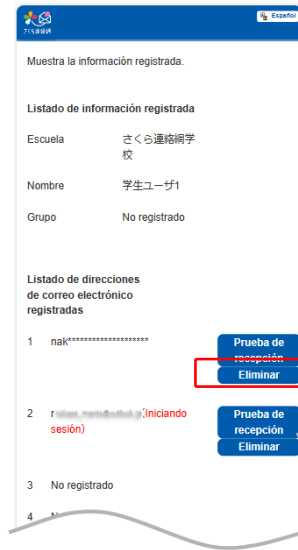 さくら連絡網
Español
Muestra la información registrada.
Listado de información registrada
Escuela さくら連絡網学
校
Nombre 学生ユーザ1
Grupo No registrado
Listado de direcciones
de correo electrónico
registradas
1 nak******************** Prueba de
recepción
Eliminar
2 (Iniciando
sesión) Prueba de
recepción
Eliminar
3 No registrado
4